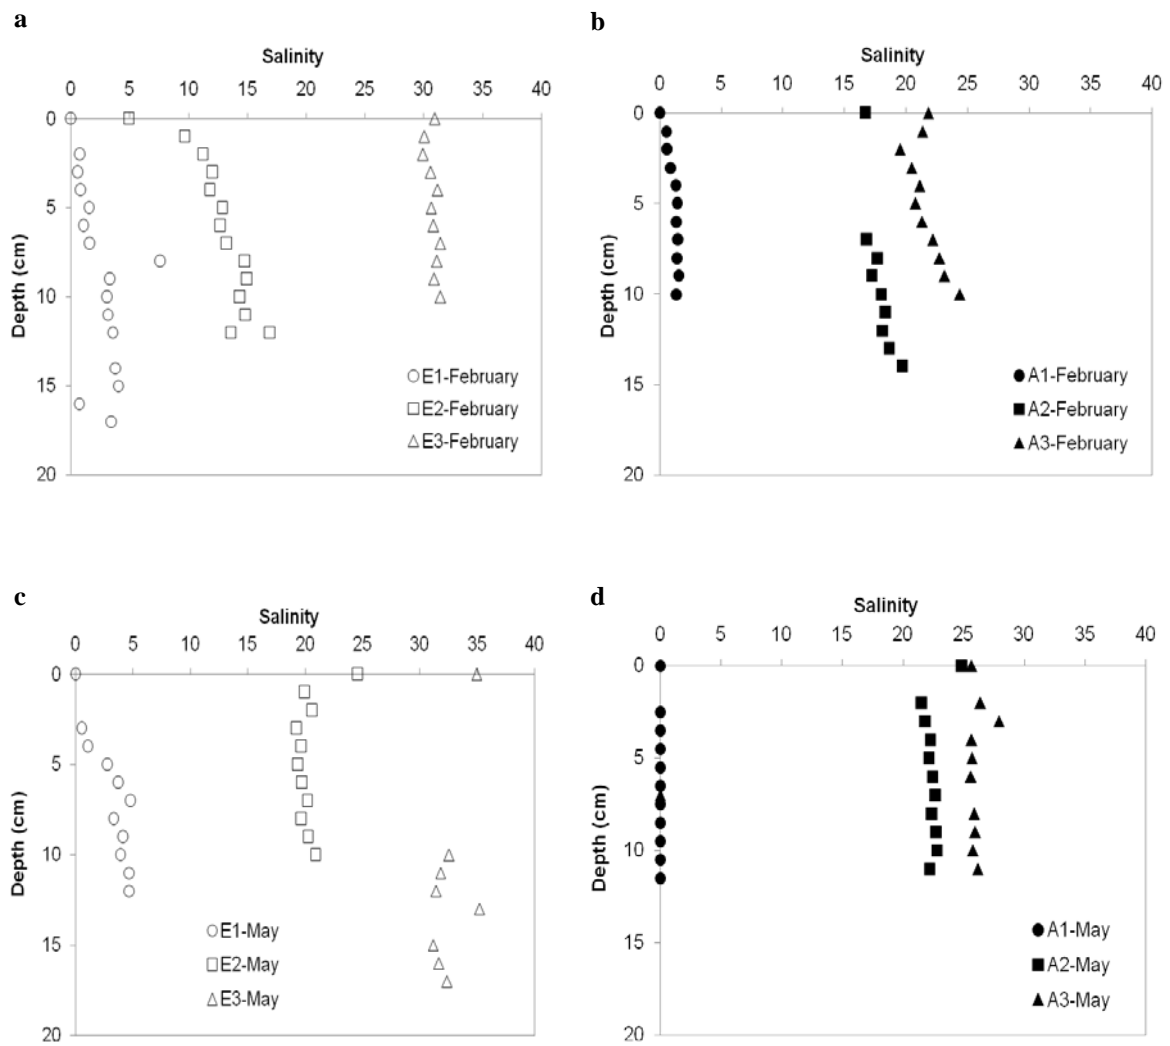 a
Salinity
0 5 10 15 20 25 30 35 40
0
5
10
15
20
Depth (cm)
E1-February
E2-February
E3-February
b
Salinity
0 5 10 15 20 25 30 35 40
0
5
10
15
20
Depth (cm)
A1-February
A2-February
A3-February
c
Salinity
0 5 10 15 20 25 30 35 40
0
5
10
15
20
Depth (cm)
E1-May
E2-May
E3-May
d
Salinity
0 5 10 15 20 25 30 35 40
0
5
10
15
20
Depth (cm)
A1-May
A2-May
A3-May